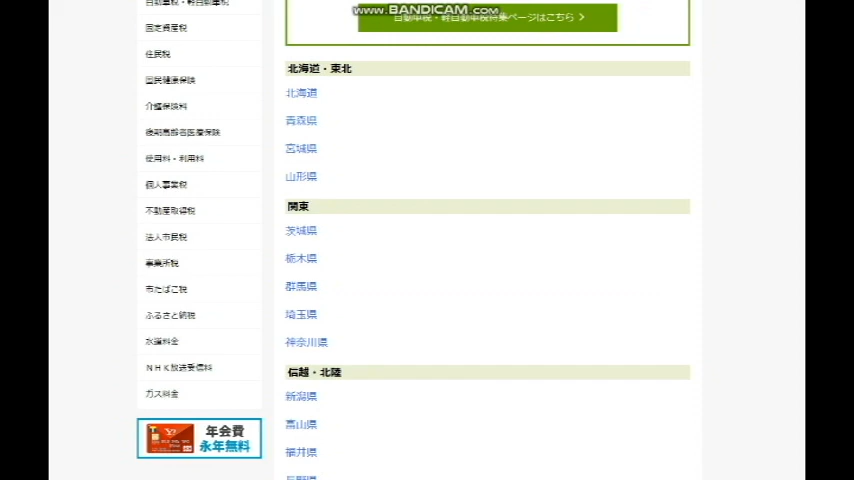 自動車税・軽自動車税
固定資産税
住民税
国民健康保険
介護保険料
後期高齢者医療保険
使用料・利用料
個人事業税
不動産取得税
法人市民税
事業所税
市たばこ税
ふるさと納税
水道料金
NHK放送受信料
ガス料金
年会費
永年無料
www.BANDICAM.com
自動車税・軽自動車税特集ページはこちら >
北海道・東北
北海道
青森県
宮城県
山形県
関東
茨城県
栃木県
群馬県
埼玉県
神奈川県
信越・北陸
新潟県
富山県
福井県
長野県